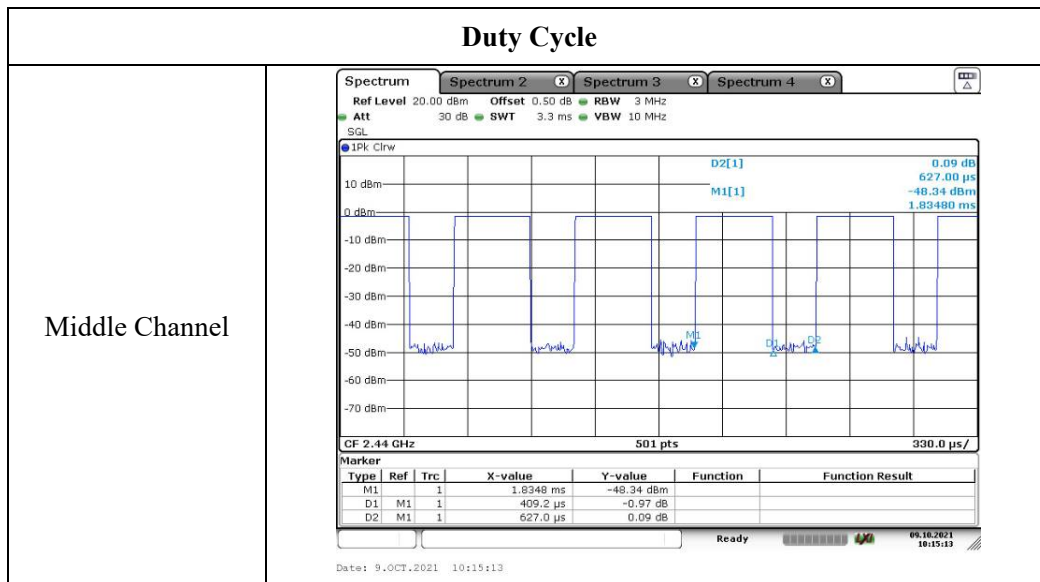 Duty Cycle
Middle Channel
Spectrum Spectrum 2 X Spectrum 3 X Spectrum 4 X
Ref Level 20.00 dBm Offset 0.50 dB RBW 3 MHz
Att 30 dB SWT 3.3 ms VBW 10 MHz
SGL
1Pk Clrw
D2[1] 0.09 dB
627.00 µs
M1[1] -48.34 dBm
1.83480 ms
10 dBm
0 dBm
-10 dBm
-20 dBm
-30 dBm
-40 dBm
M1
D1 D2
-50 dBm
-60 dBm
-70 dBm
CF 2.44 GHz 501 pts 330.0 µs/
Marker
Type Ref Trc X-value Y-value Function Function Result
M1 1 1.8348 ms -48.34 dBm
D1 M1 1 409.2 µs -0.97 dB
D2 M1 1 627.0 µs 0.09 dB
Ready 09.10.2021
10:15:13
Date: 9.OCT.2021 10:15:13